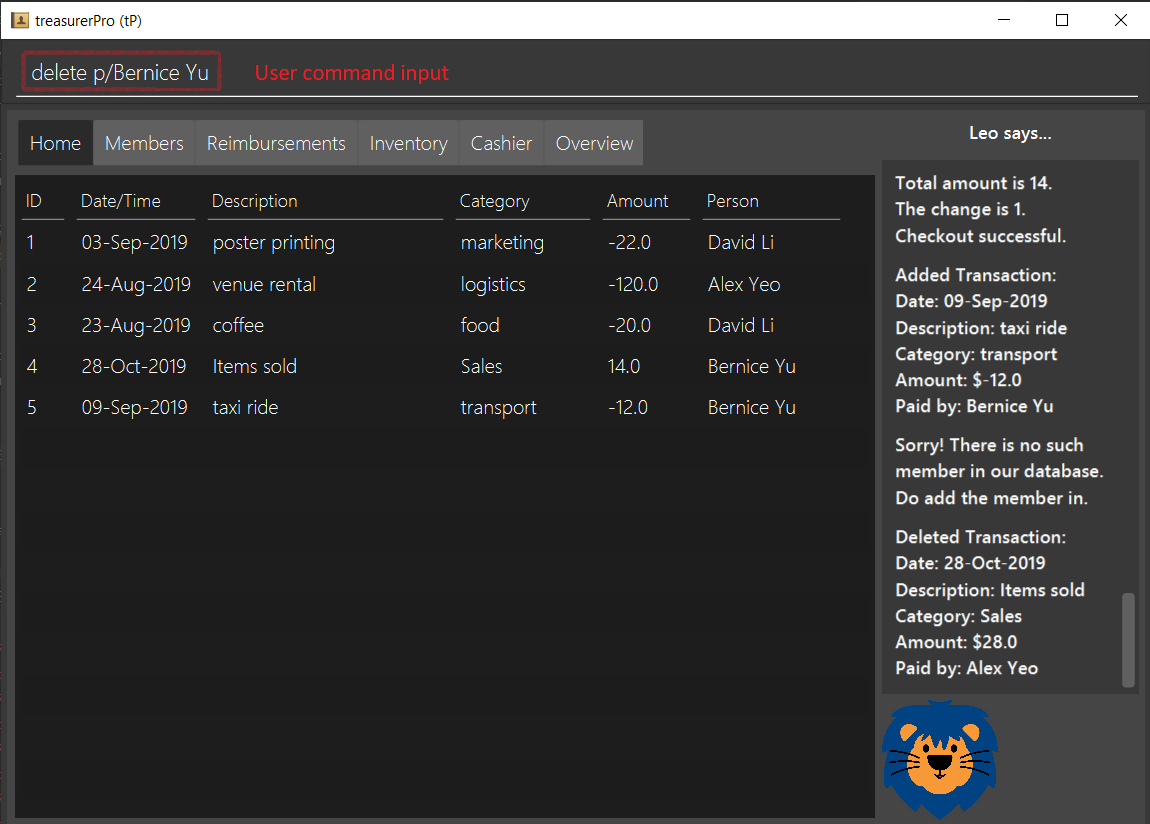 treasurerPro (tP)
delete p/Bernice Yu User command input
Home Members Reimbursements Inventory Cashier Overview
ID Date/Time Description Category Amount Person
1 03-Sep-2019 poster printing marketing -22.0 David Li
2 24-Aug-2019 venue rental logistics -120.0 Alex Yeo
3 23-Aug-2019 coffee food -20.0 David Li
4 28-Oct-2019 Items sold Sales 14.0 Bernice Yu
5 09-Sep-2019 taxi ride transport -12.0 Bernice Yu
Leo says...
Total amount is 14.
The change is 1.
Checkout successful.
Added Transaction:
Date: 09-Sep-2019
Description: taxi ride
Category: transport
Amount: $-12.0
Paid by: Bernice Yu
Sorry! There is no such
member in our database.
Do add the member in.
Deleted Transaction:
Date: 28-Oct-2019
Description: Items sold
Category: Sales
Amount: $28.0
Paid by: Alex Yeo